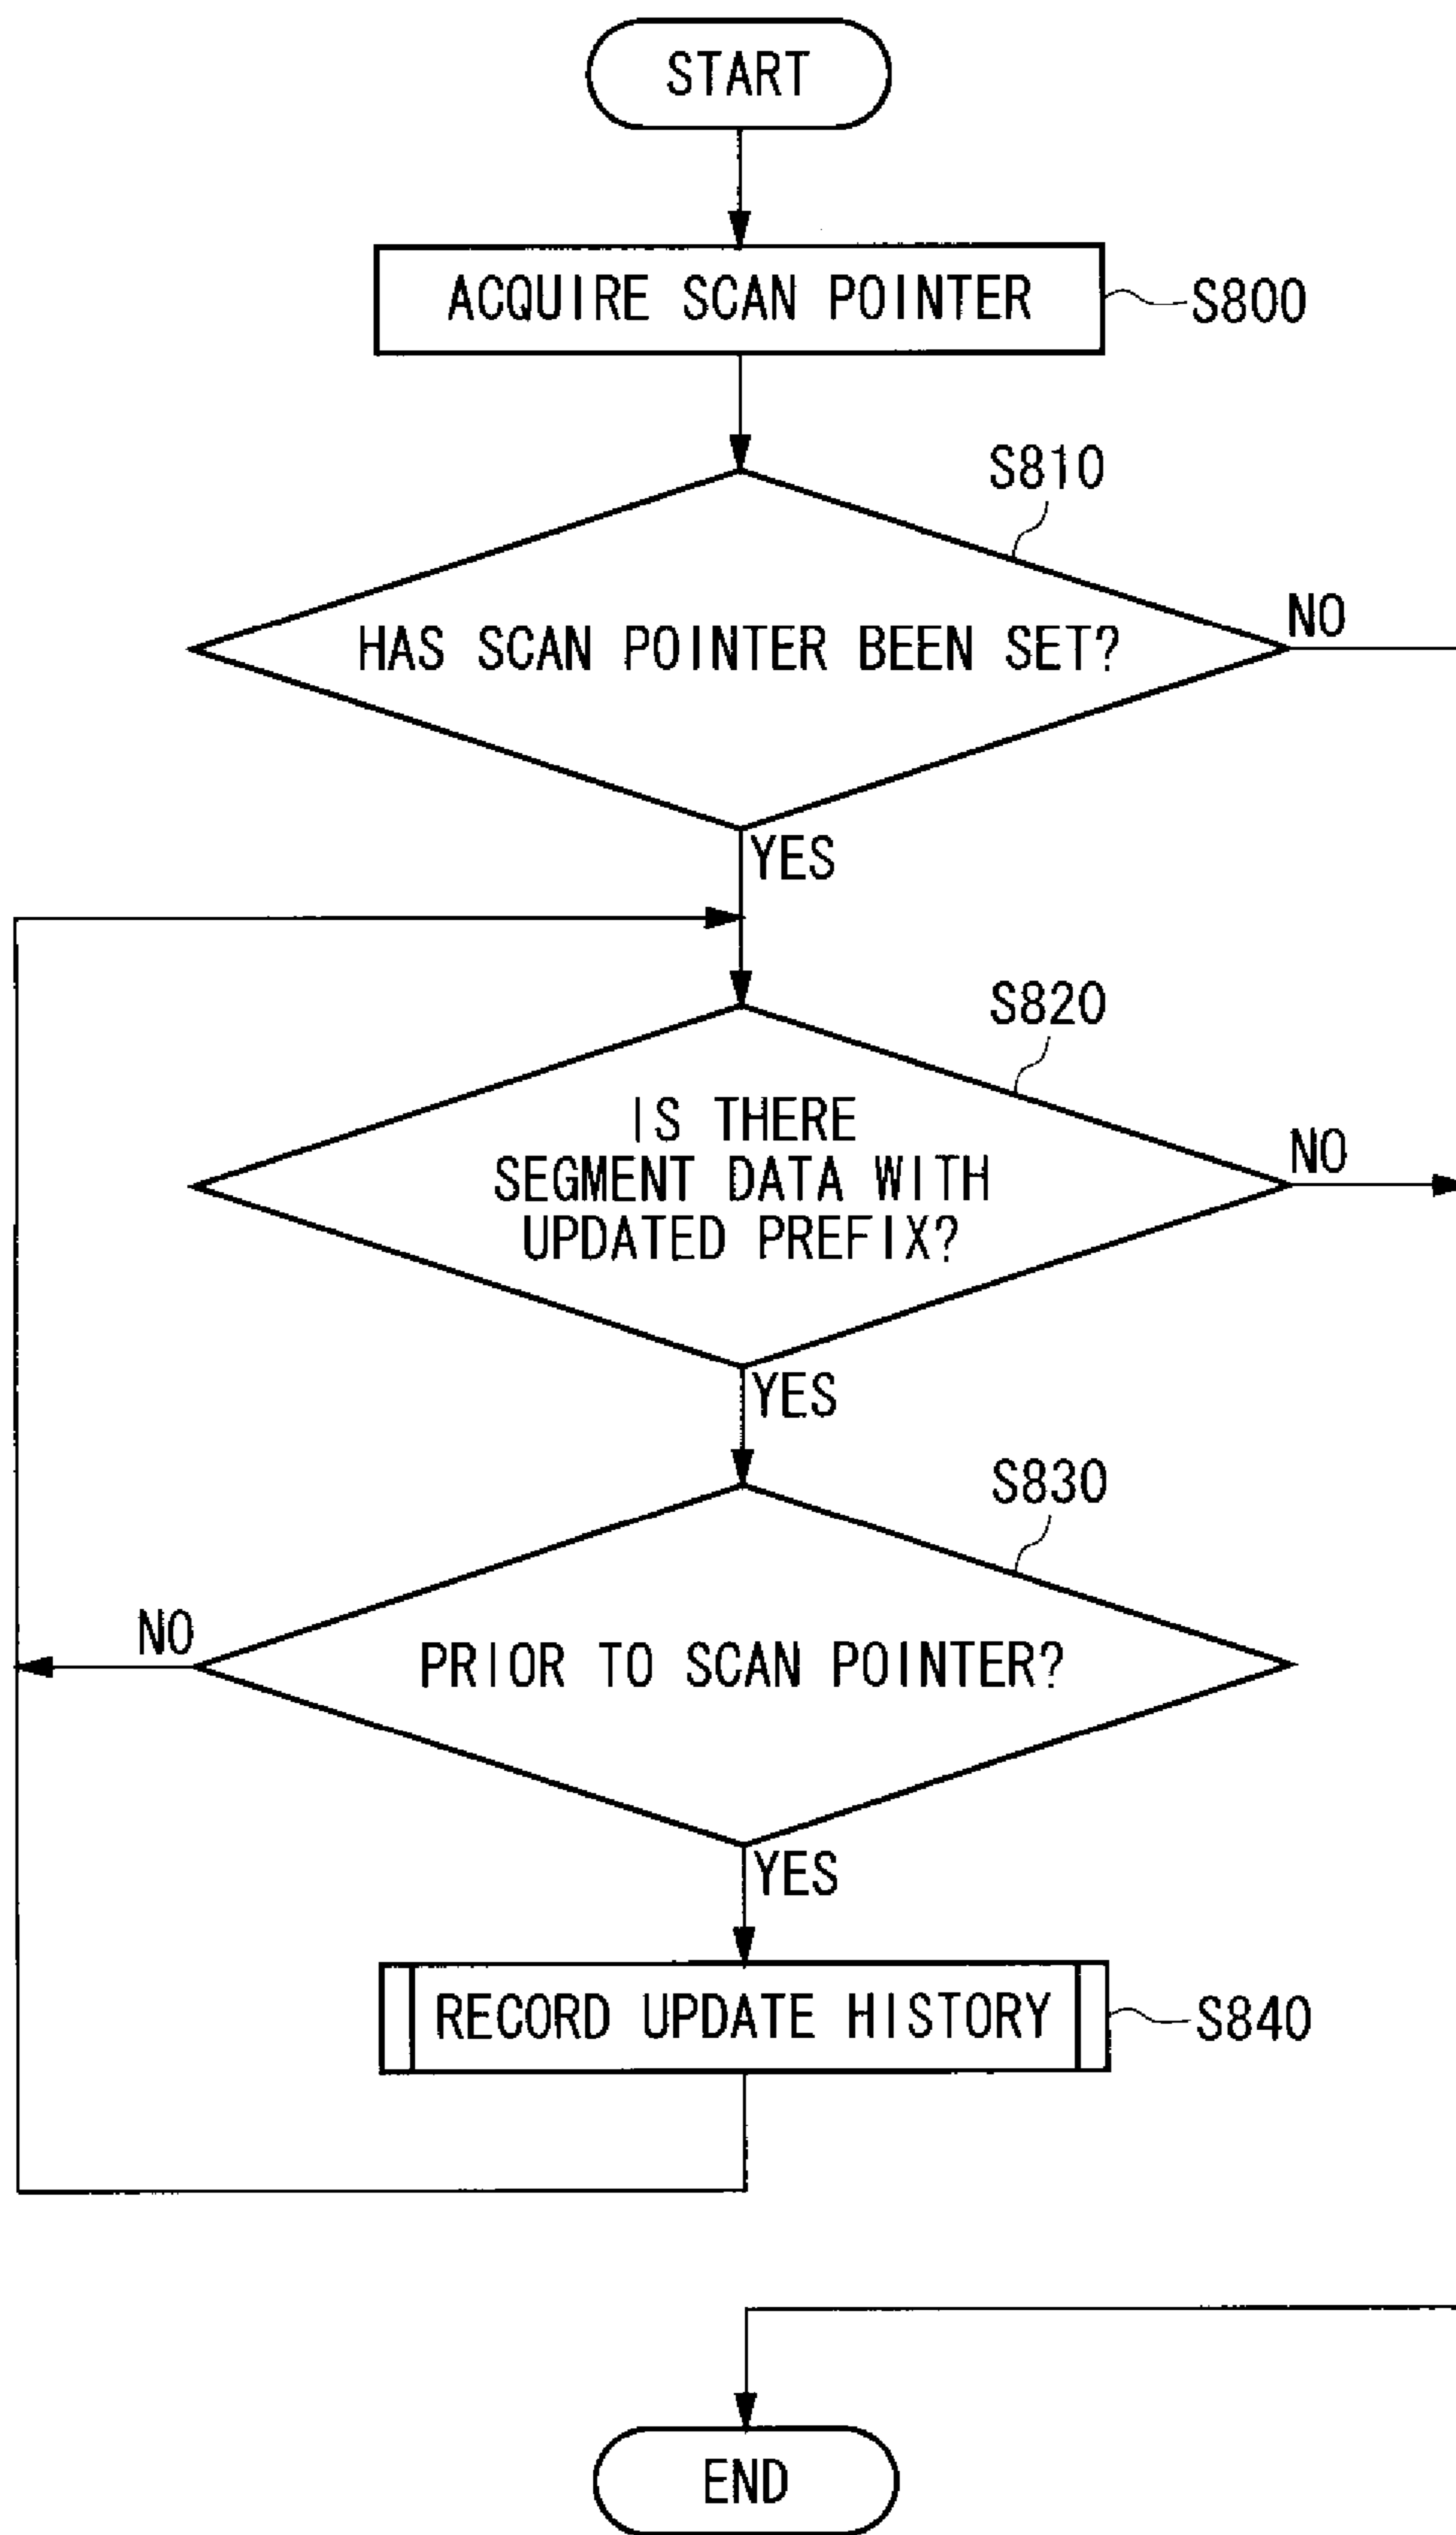 START
ACQUIRE SCAN POINTER
S800
S810
HAS SCAN POINTER BEEN SET?
NO
YES
S820
IS THERE
SEGMENT DATA WITH
UPDATED PREFIX?
NO
YES
S830
PRIOR TO SCAN POINTER?
NO
YES
RECORD UPDATE HISTORY
S840
END